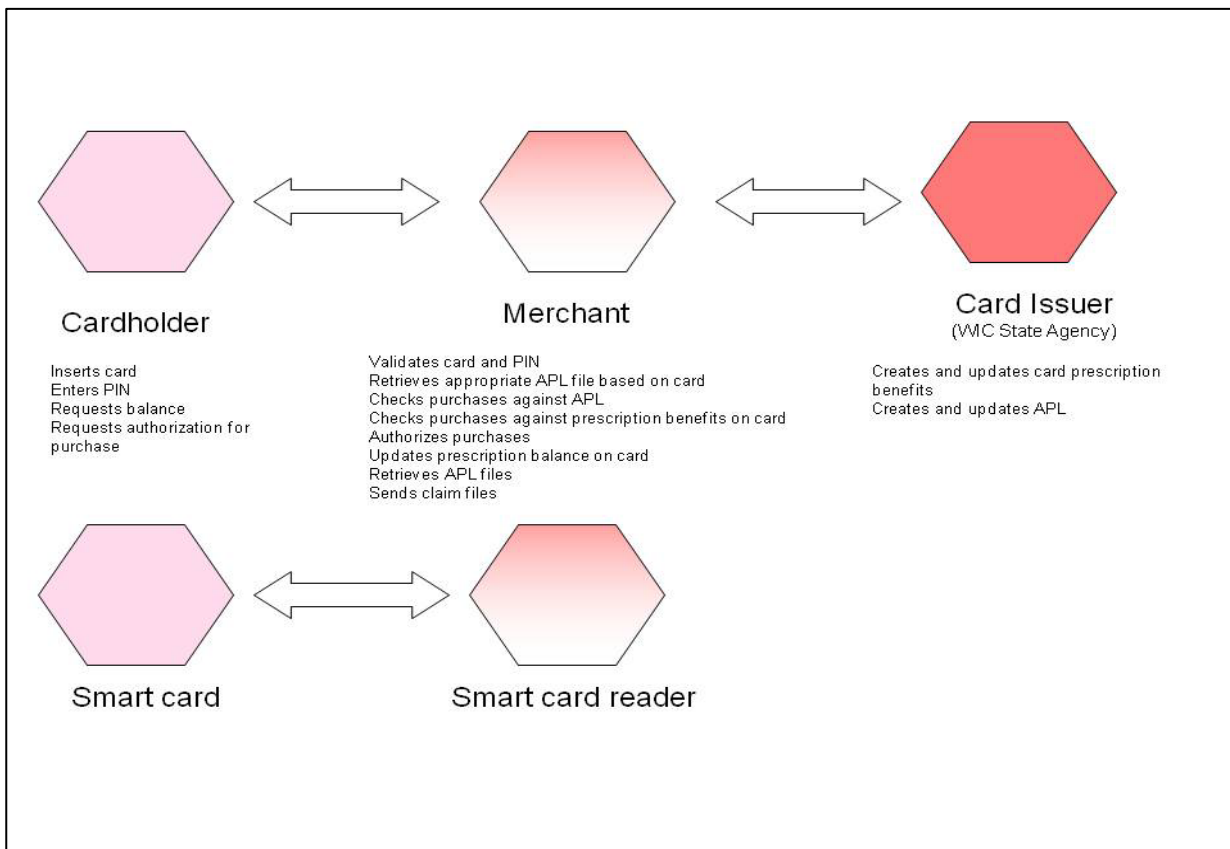 Cardholder
Inserts card
Enters PIN
Requests balance
Requests authorization for
purchase
Merchant
Validates card and PIN
Retrieves appropriate APL file based on card
Checks purchases against APL
Checks purchases against prescription benefits on card
Authorizes purchases
Updates prescription balance on card
Retrieves APL files
Sends claim files
Card Issuer
(WIC State Agency)
Creates and updates card prescription
benefits
Creates and updates APL
Smart card
Smart card reader